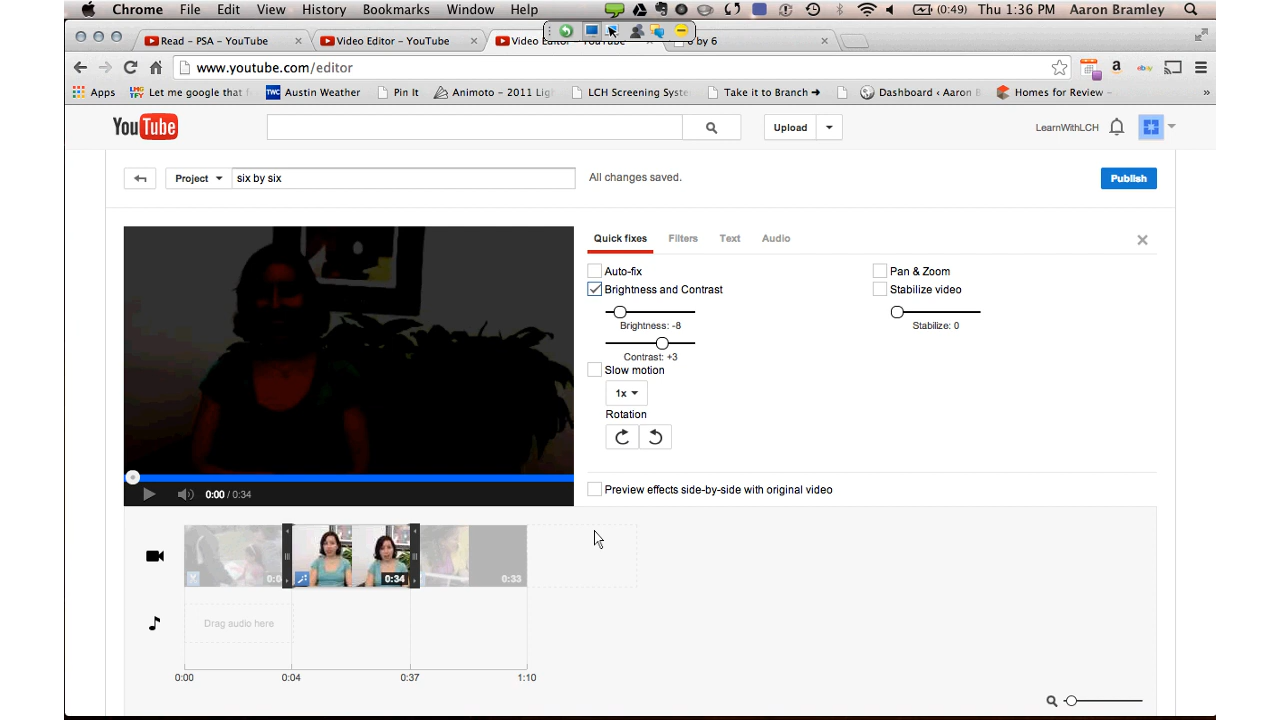 Chrome File Edit View History Bookmarks Window Help (0:49) Thu 1:36 PM Aaron Bramley
Read – PSA – YouTube × Video Editor – YouTube × Video × by 6 ×
www.youtube.com/editor
Apps Let me google that TWC Austin Weather Pin It Animoto – 2011 LCH Screening Take it to Branch → Dashboard ‹ Aaron Homes for Review – »
YouTube Upload LearnWithLCH
Project six by six All changes saved. Publish
Quick fixes Filters Text Audio
Auto-fix Pan & Zoom
Brightness and Contrast Stabilize video
Brightness: -8 Stabilize: 0
Contrast: +3
Slow motion
1x
Rotation
Preview effects side-by-side with original video
0:00 / 0:34
0:34 0:33
Drag audio here
0:00 0:04 0:37 1:10